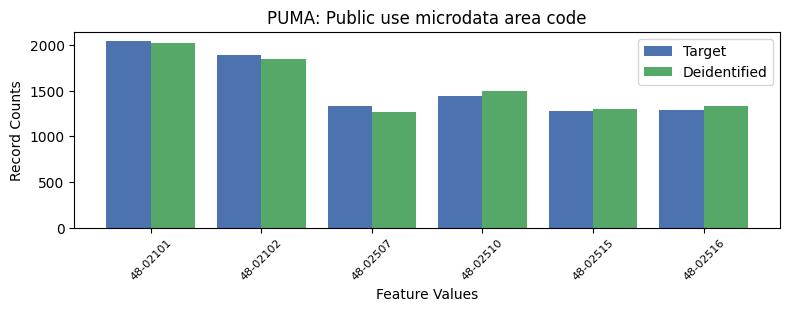 PUMA: Public use microdata area code
Target
Deidentified
Record Counts
2000
1500
1000
500
0
48-02101
48-02102
48-02507
48-02510
48-02515
48-02516
Feature Values